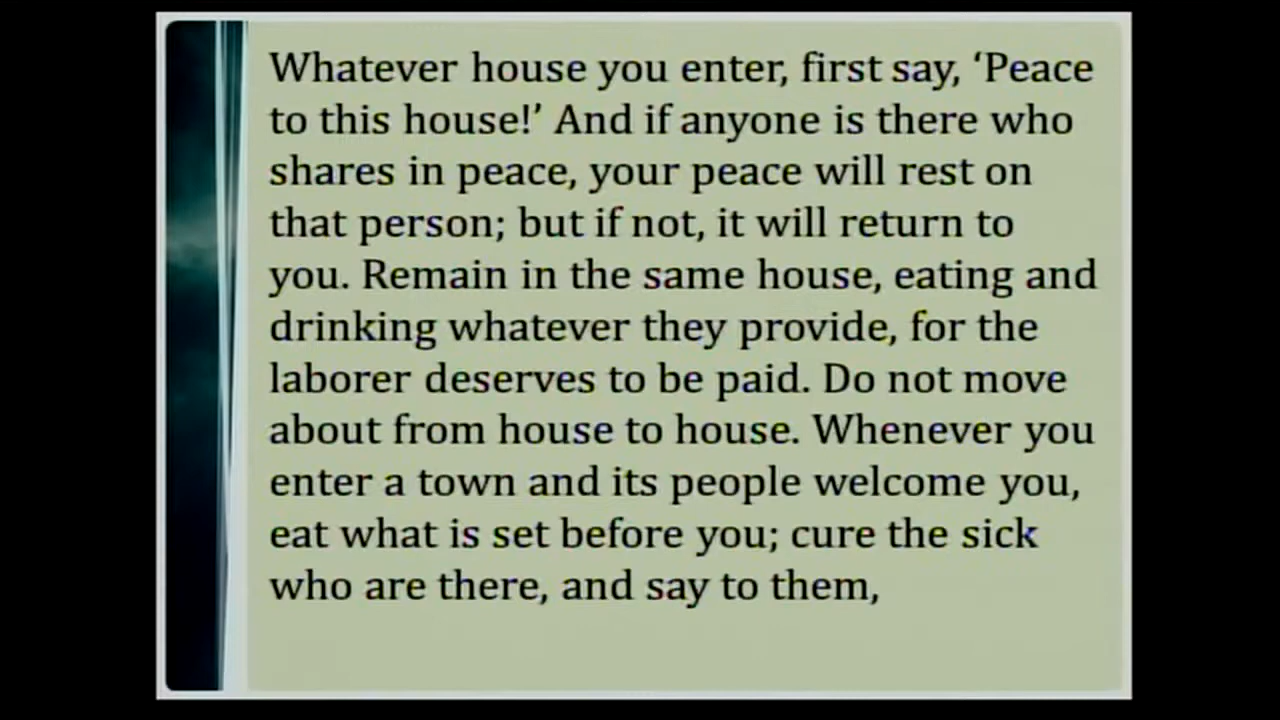 Whatever house you enter, first say, ‘Peace
to this house!’ And if anyone is there who
shares in peace, your peace will rest on
that person; but if not, it will return to
you. Remain in the same house, eating and
drinking whatever they provide, for the
laborer deserves to be paid. Do not move
about from house to house. Whenever you
enter a town and its people welcome you,
eat what is set before you; cure the sick
who are there, and say to them,